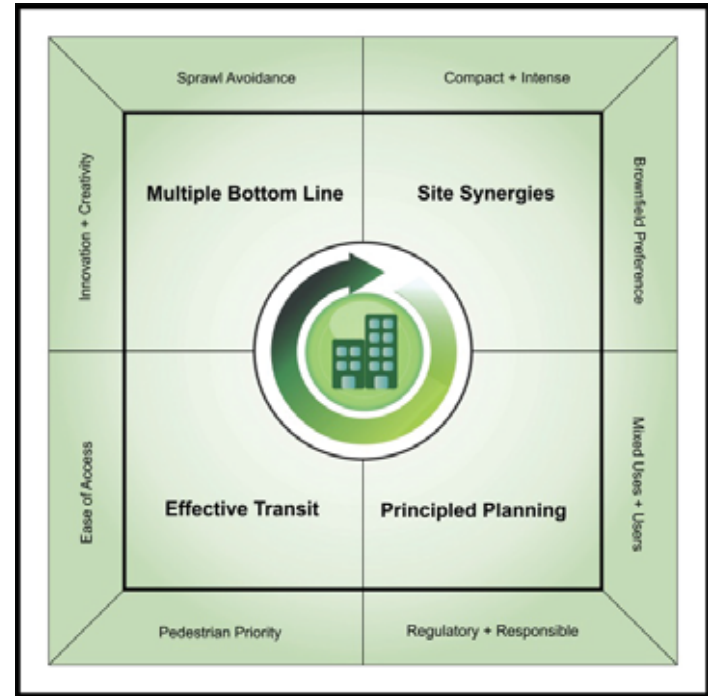 Sprawl Avoidance
Compact + Intense
Innovation + Creativity
Multiple Bottom Line
Site Synergies
Brownfield Preference
Ease of Access
Effective Transit
Principled Planning
Mixed Uses + Users
Pedestrian Priority
Regulatory + Responsible